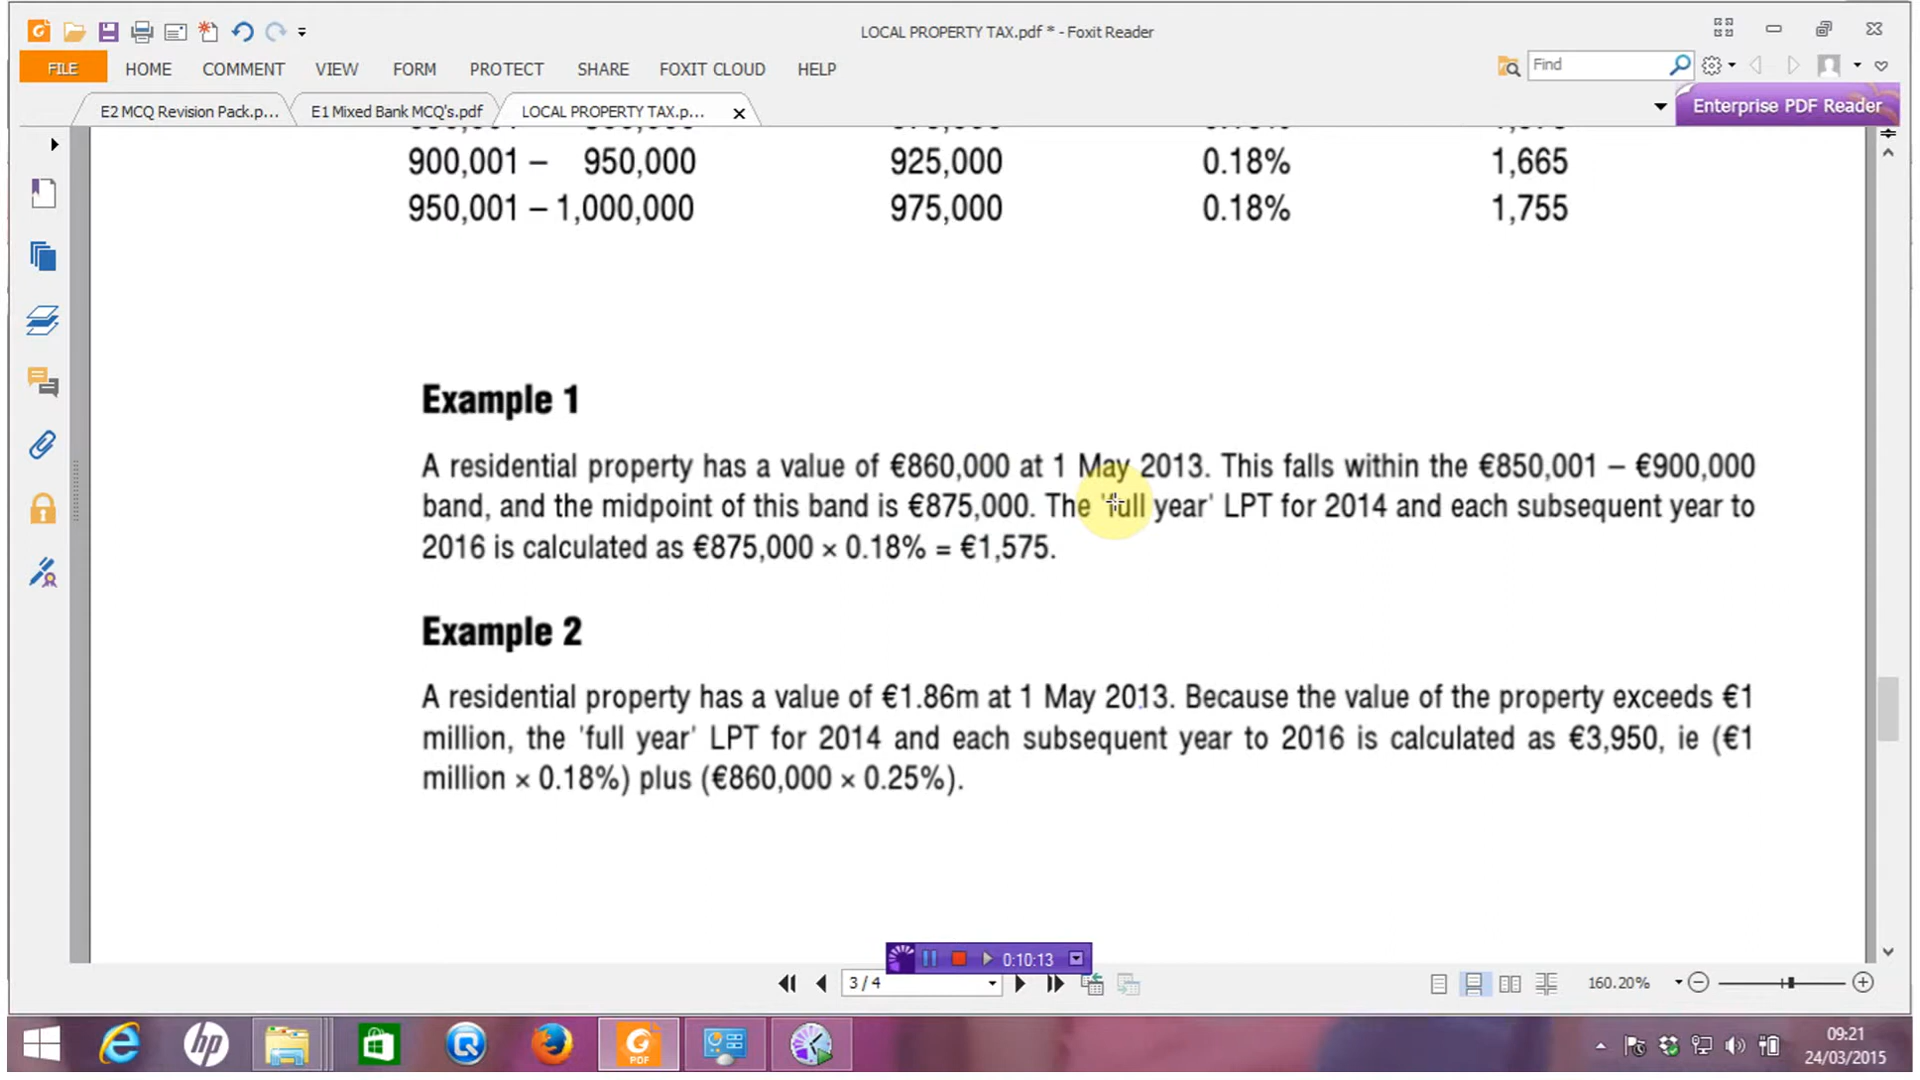 LOCAL PROPERTY TAX.pdf * - Foxit Reader
FILE HOME COMMENT VIEW FORM PROTECT SHARE FOXIT CLOUD HELP
Find
E2 MCQ Revision Pack.p... E1 Mixed Bank MCQ's.pdf LOCAL PROPERTY TAX.p...
Enterprise PDF Reader
900,001 – 950,000 925,000 0.18% 1,665
950,001 – 1,000,000 975,000 0.18% 1,755
Example 1
A residential property has a value of €860,000 at 1 May 2013. This falls within the €850,001 – €900,000
band, and the midpoint of this band is €875,000. The 'full year' LPT for 2014 and each subsequent year to
2016 is calculated as €875,000 × 0.18% = €1,575.
Example 2
A residential property has a value of €1.86m at 1 May 2013. Because the value of the property exceeds €1
million, the 'full year' LPT for 2014 and each subsequent year to 2016 is calculated as €3,950, ie (€1
million × 0.18%) plus (€860,000 × 0.25%).
0:10:13
3 / 4
160.20%
hp
PDF
09:21
24/03/2015